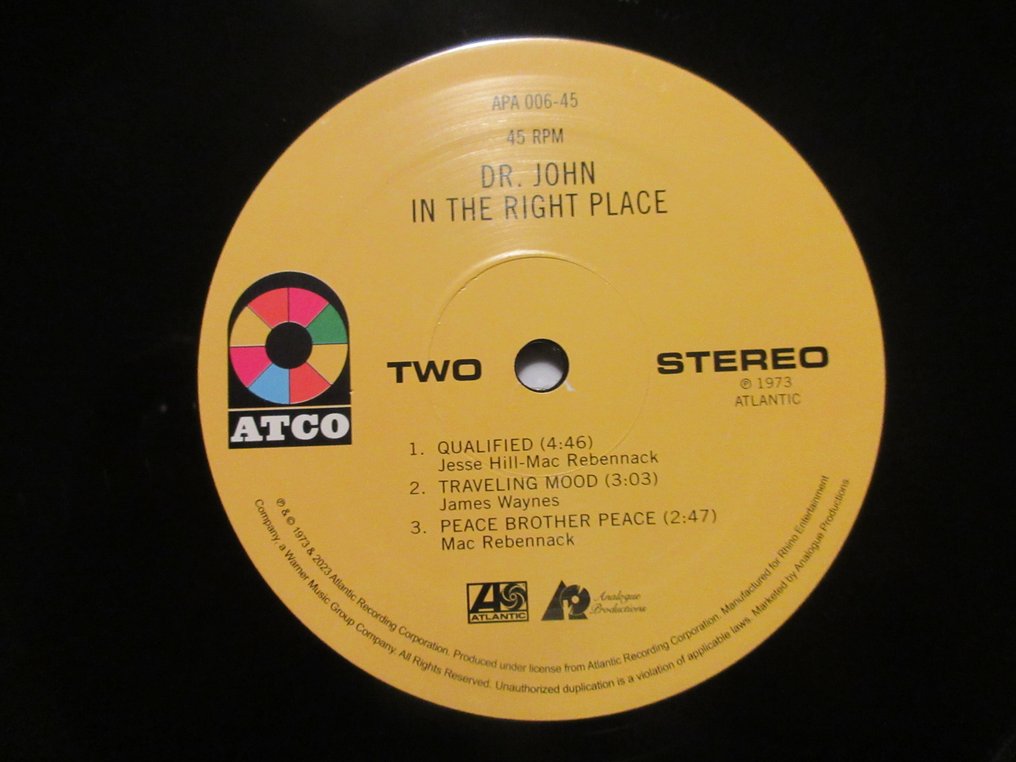 APA 006-45
45 RPM
DR. JOHN
IN THE RIGHT PLACE
ATCO
TWO
STEREO
℗ 1973
ATLANTIC
1. QUALIFIED (4:46)
Jesse Hill-Mac Rebennack
2. TRAVELING MOOD (3:03)
James Waynes
3. PEACE BROTHER PEACE (2:47)
Mac Rebennack
ATLANTIC
Analogue
Productions
℗ & © 1973 & 2023 Atlantic Recording Corporation. Produced under license from Atlantic Recording Corporation. Manufactured for Rhino Entertainment
Company, a Warner Music Group Company. All Rights Reserved. Unauthorized duplication is a violation of applicable laws. Marketed by Analogue Productions